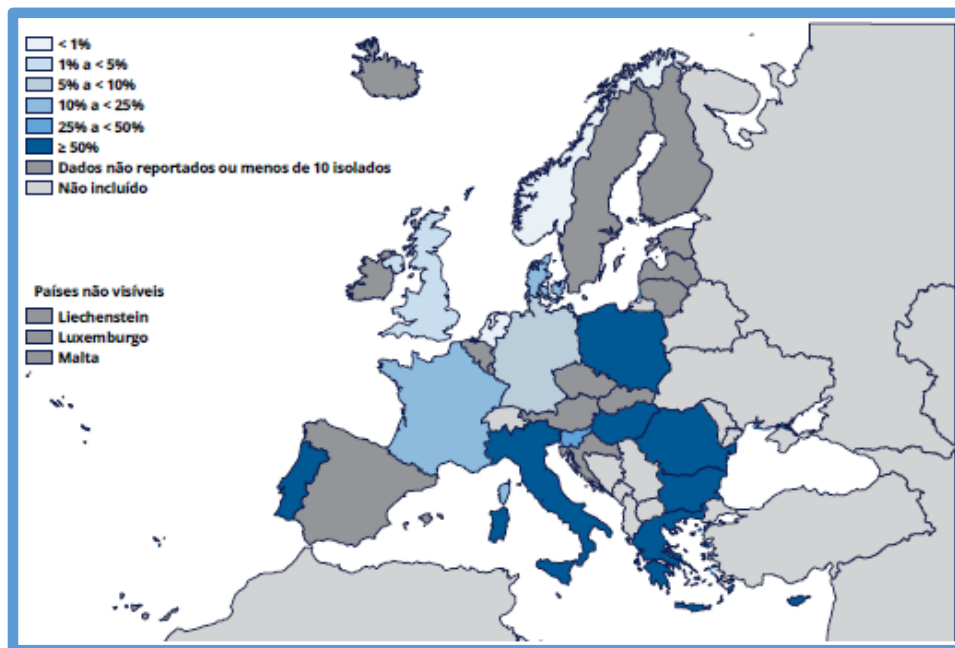 < 1%
1% a < 5%
5% a < 10%
10% a < 25%
25% a < 50%
≥ 50%
Dados não reportados ou menos de 10 isolados
Não incluído
Países não visíveis
Liechenstein
Luxemburgo
Malta